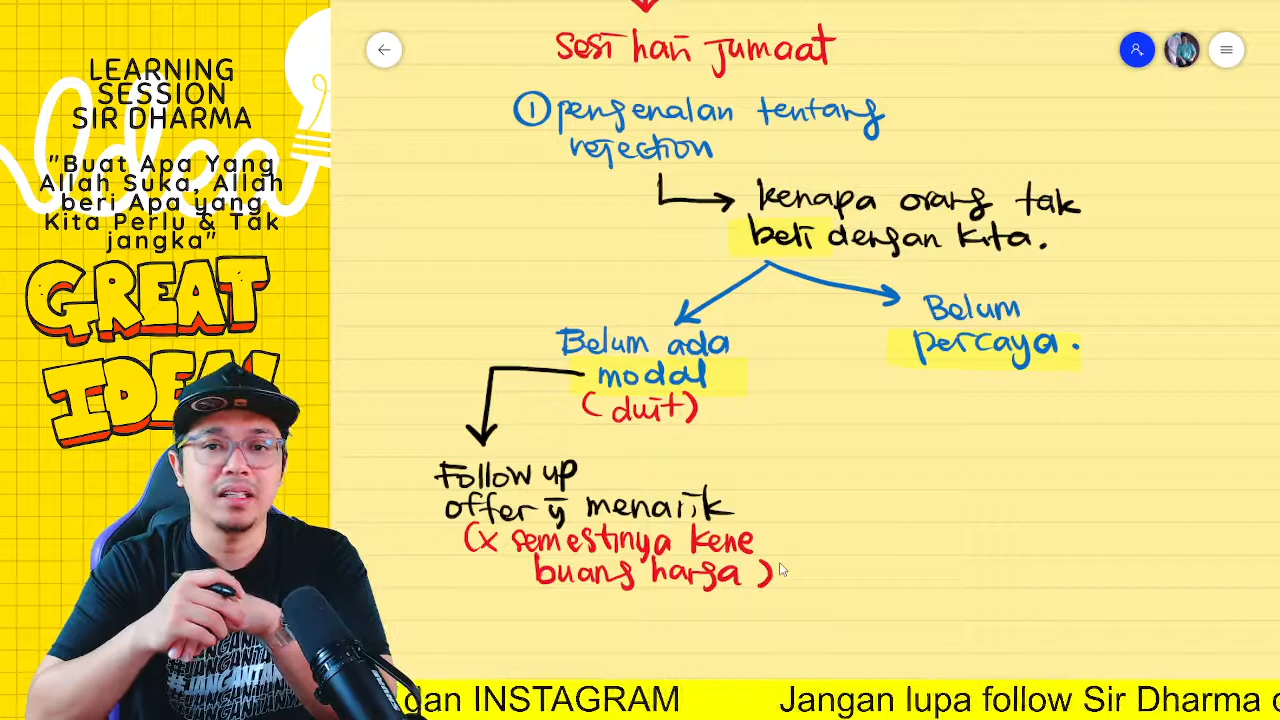 LEARNING
SESSION
SIR DHARMA
"Buat Apa Yang
Allah Suka, Allah
beri Apa yang
Kita Perlu & Tak
jangka"
GREAT
IDEA
sesi hari jumaat
① pengenalan tentang
rejection
kenapa orang tak
beli dengan kita.
Belum ada
modal
(duit)
Belum
percaya.
Follow up
offer ȳ menarik
(x semestinya kene
buang harga)
#JANGANTAN
dan INSTAGRAM Jangan lupa follow Sir Dharma